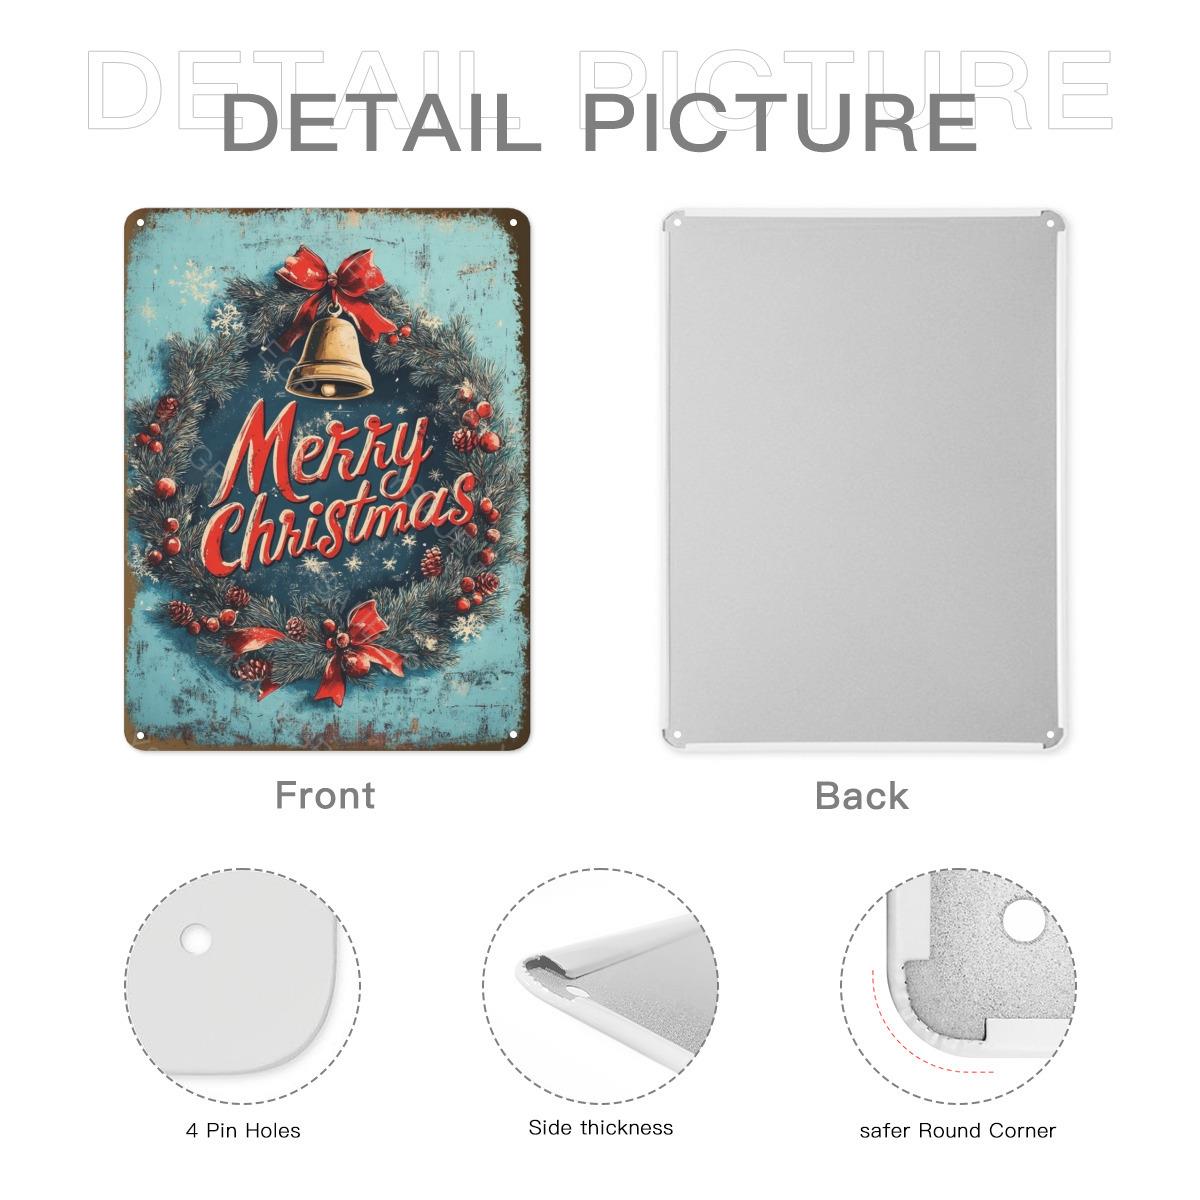 DETAIL PICTURE
DETAIL PICTURE
Merry
Christmas
Front
Back
4 Pin Holes
Side thickness
safer Round Corner